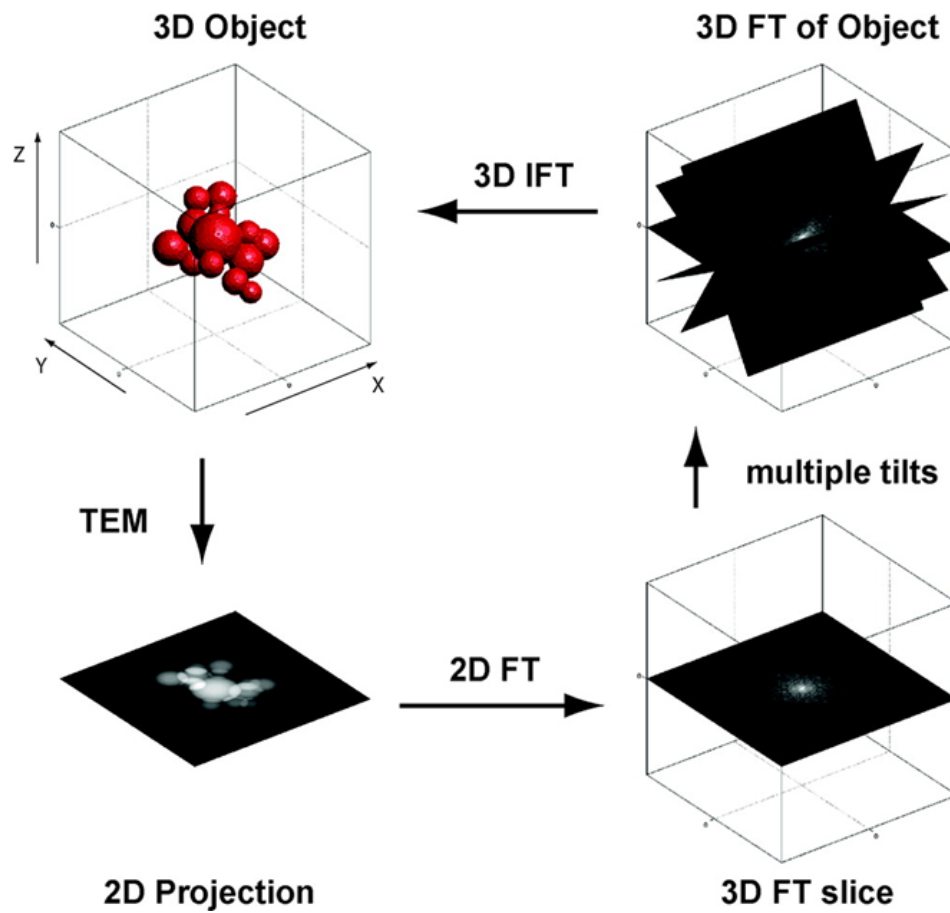 3D Object
3D FT of Object
Z
3D IFT
Y
X
TEM
multiple tilts
2D FT
2D Projection
3D FT slice